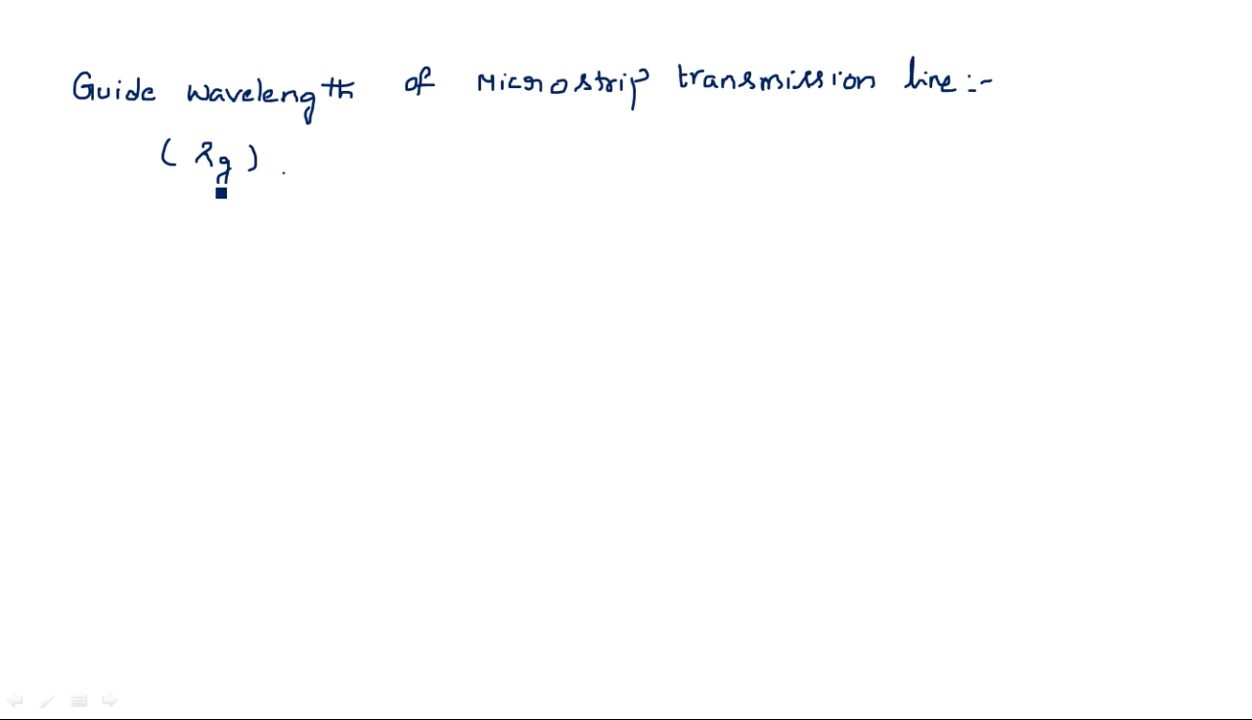 Guide wavelength of Microstrip transmission line :-
( λg ) .